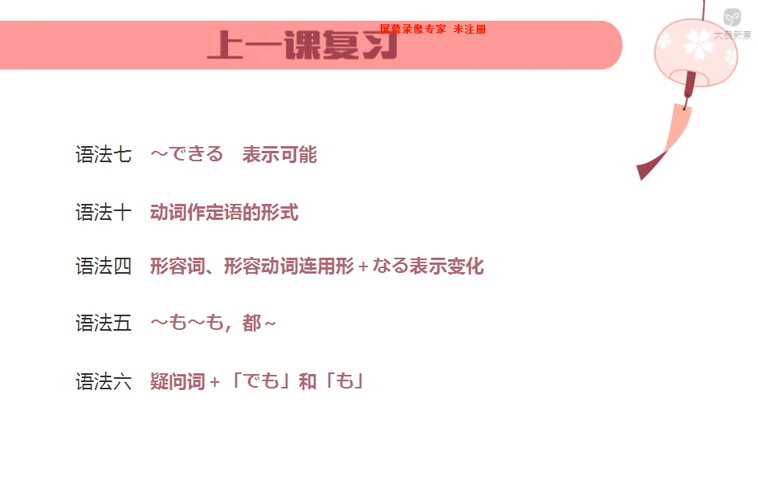 上一课复习
屏幕录像专家 未注册
大良新慕
语法七 ～できる 表示可能
语法十 动词作定语的形式
语法四 形容词、形容动词连用形+なる表示变化
语法五 ～も～も，都~
语法六 疑问词+「でも」和「も」